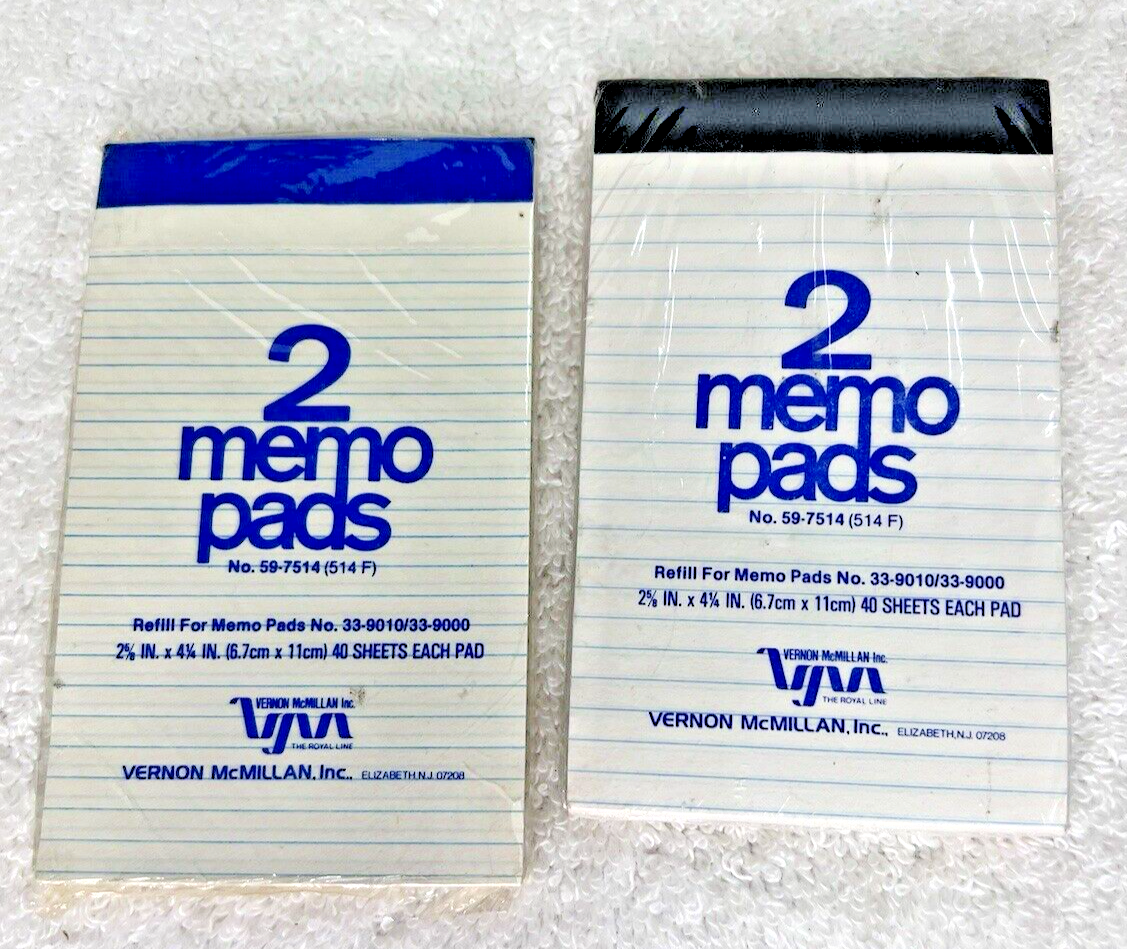 2
memo
pads
No. 59-7514 (514 F)
Refill For Memo Pads No. 33-9010/33-9000
2⅝ IN. x 4¼ IN. (6.7cm x 11cm) 40 SHEETS EACH PAD
VERNON McMILLAN Inc.
VJM
THE ROYAL LINE
VERNON McMILLAN, Inc., ELIZABETH, N.J. 07208
2
memo
pads
No. 59-7514 (514 F)
Refill For Memo Pads No. 33-9010/33-9000
2⅝ IN. x 4¼ IN. (6.7cm x 11cm) 40 SHEETS EACH PAD
VERNON McMILLAN Inc.
VJM
THE ROYAL LINE
VERNON McMILLAN, Inc., ELIZABETH, N.J. 07208